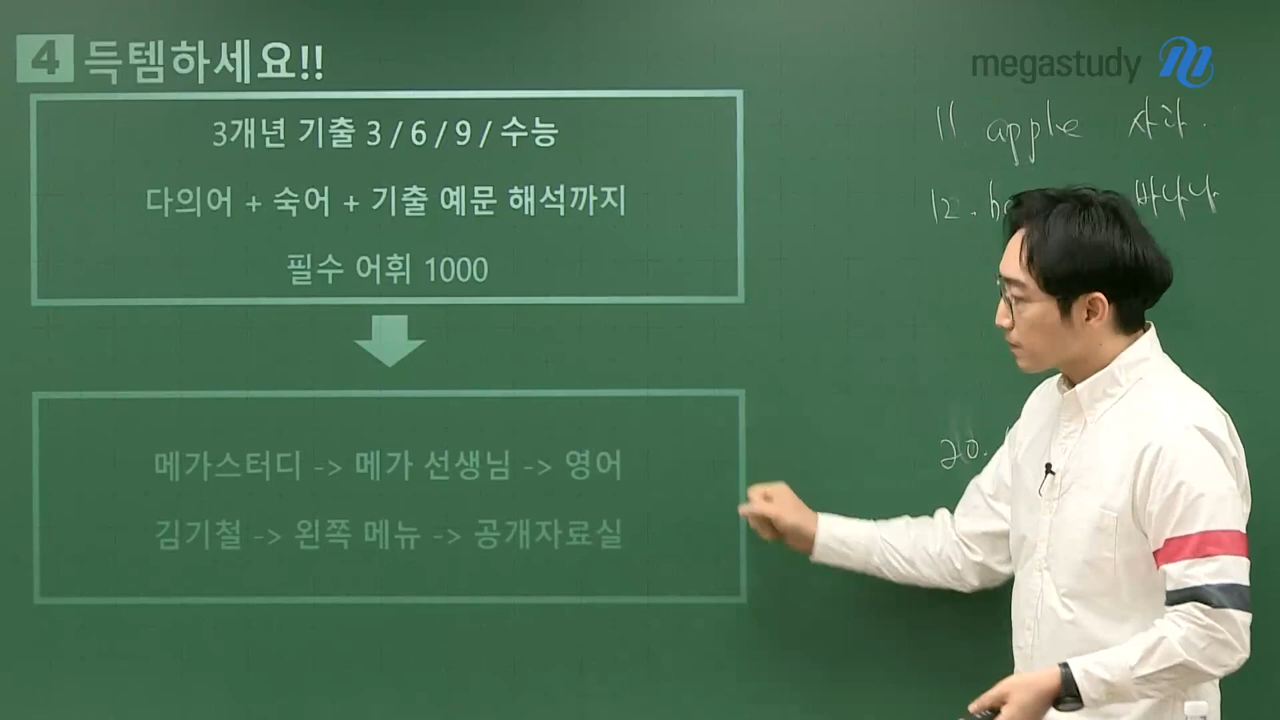 4 득템하세요!!
3개년 기출 3 / 6 / 9 / 수능
다의어 + 숙어 + 기출 예문 해석까지
필수 어휘 1000
메가스터디 -> 메가 선생님 -> 영어
김기철 -> 왼쪽 메뉴 -> 공개자료실
megastudy
11 apple 사과.
12. 바나나
20.